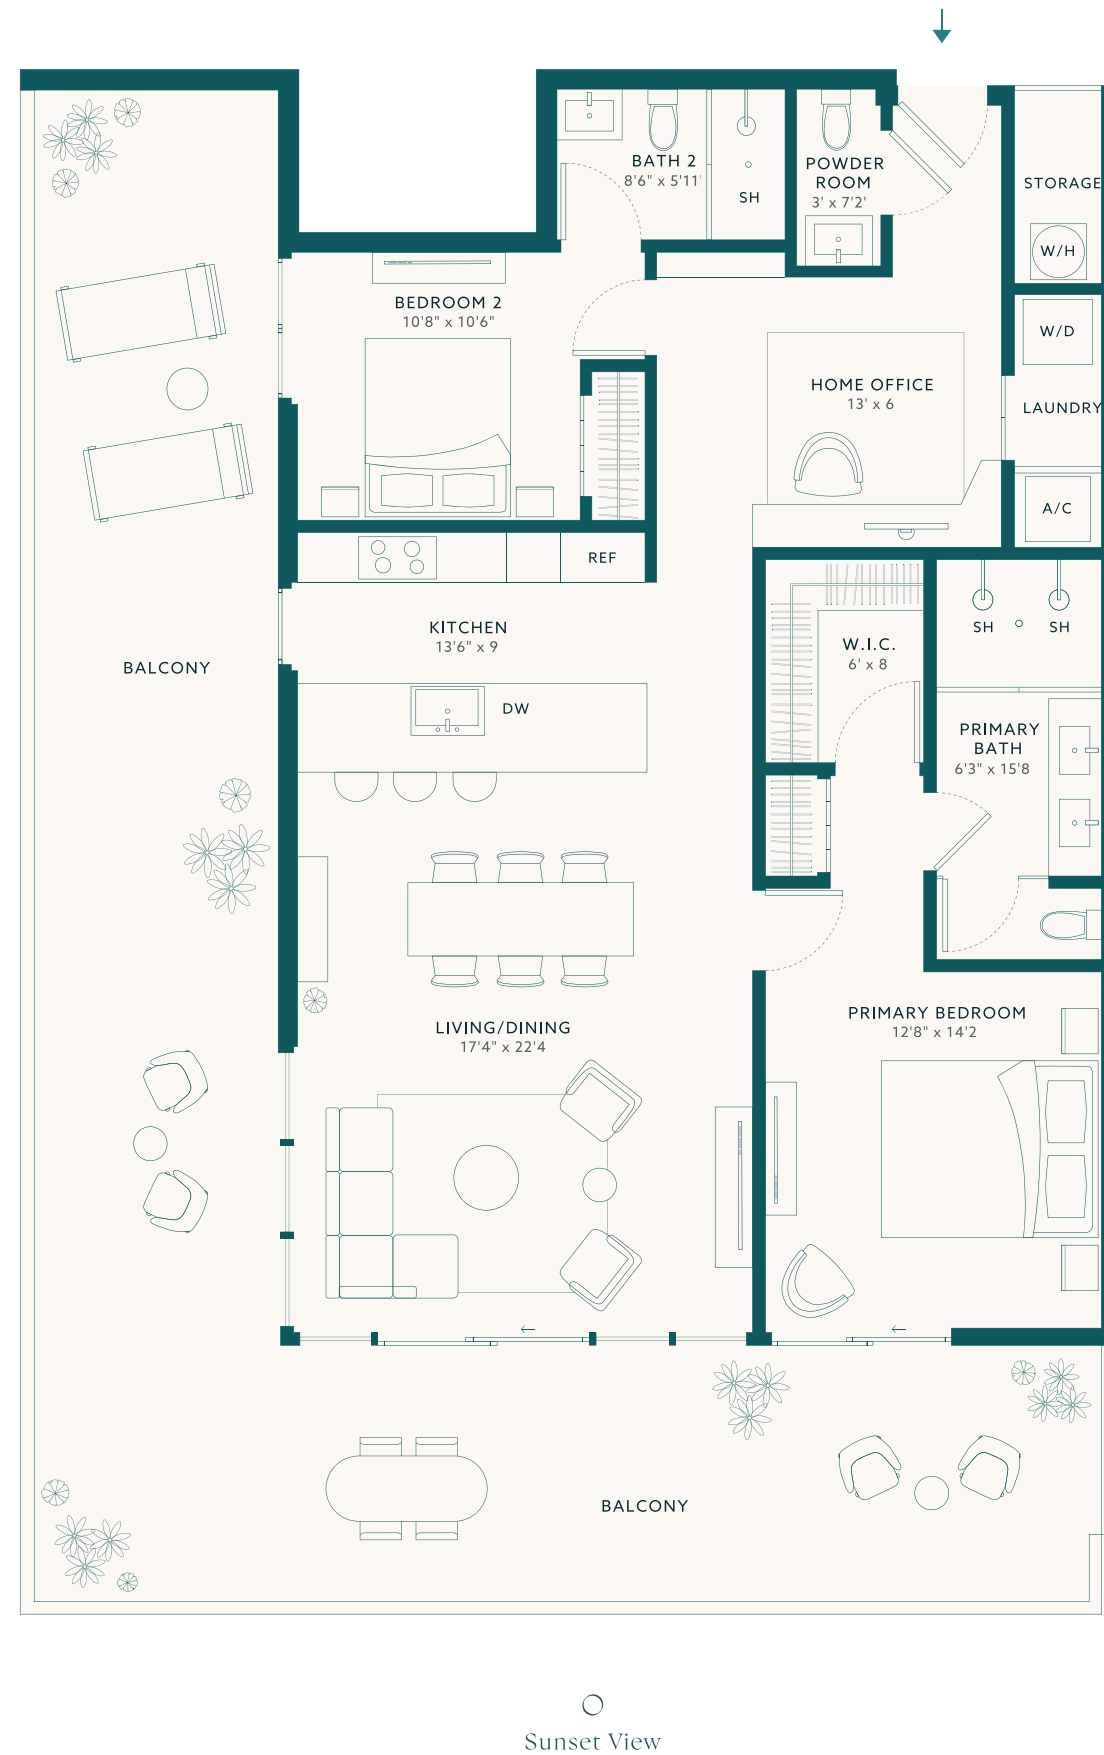 BATH 2
8'6" x 5'11'
SH
POWDER
ROOM
3' x 7'2'
STORAGE
W/H
BEDROOM 2
10'8" x 10'6"
W/D
HOME OFFICE
13' x 6
LAUNDRY
A/C
REF
KITCHEN
13'6" x 9
SH
SH
W.I.C.
6' x 8
BALCONY
DW
PRIMARY
BATH
6'3" x 15'8
LIVING/DINING
17'4" x 22'4
PRIMARY BEDROOM
12'8" x 14'2
BALCONY
Sunset View